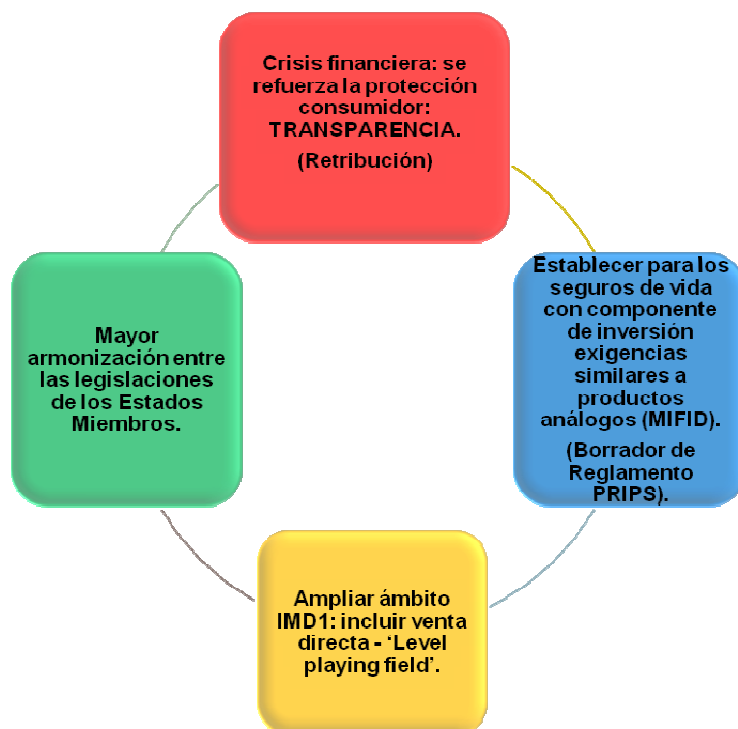 Crisis financiera: se
refuerza la protección
consumidor:
TRANSPARENCIA.
(Retribución)
Establecer para los
seguros de vida
con componente
de inversión
exigencias
similares a
productos
análogos (MIFID).
(Borrador de
Reglamento
PRIPS).
Ampliar ámbito
IMD1: incluir venta
directa - ‘Level
playing field’.
Mayor
armonización entre
las legislaciones
de los Estados
Miembros.